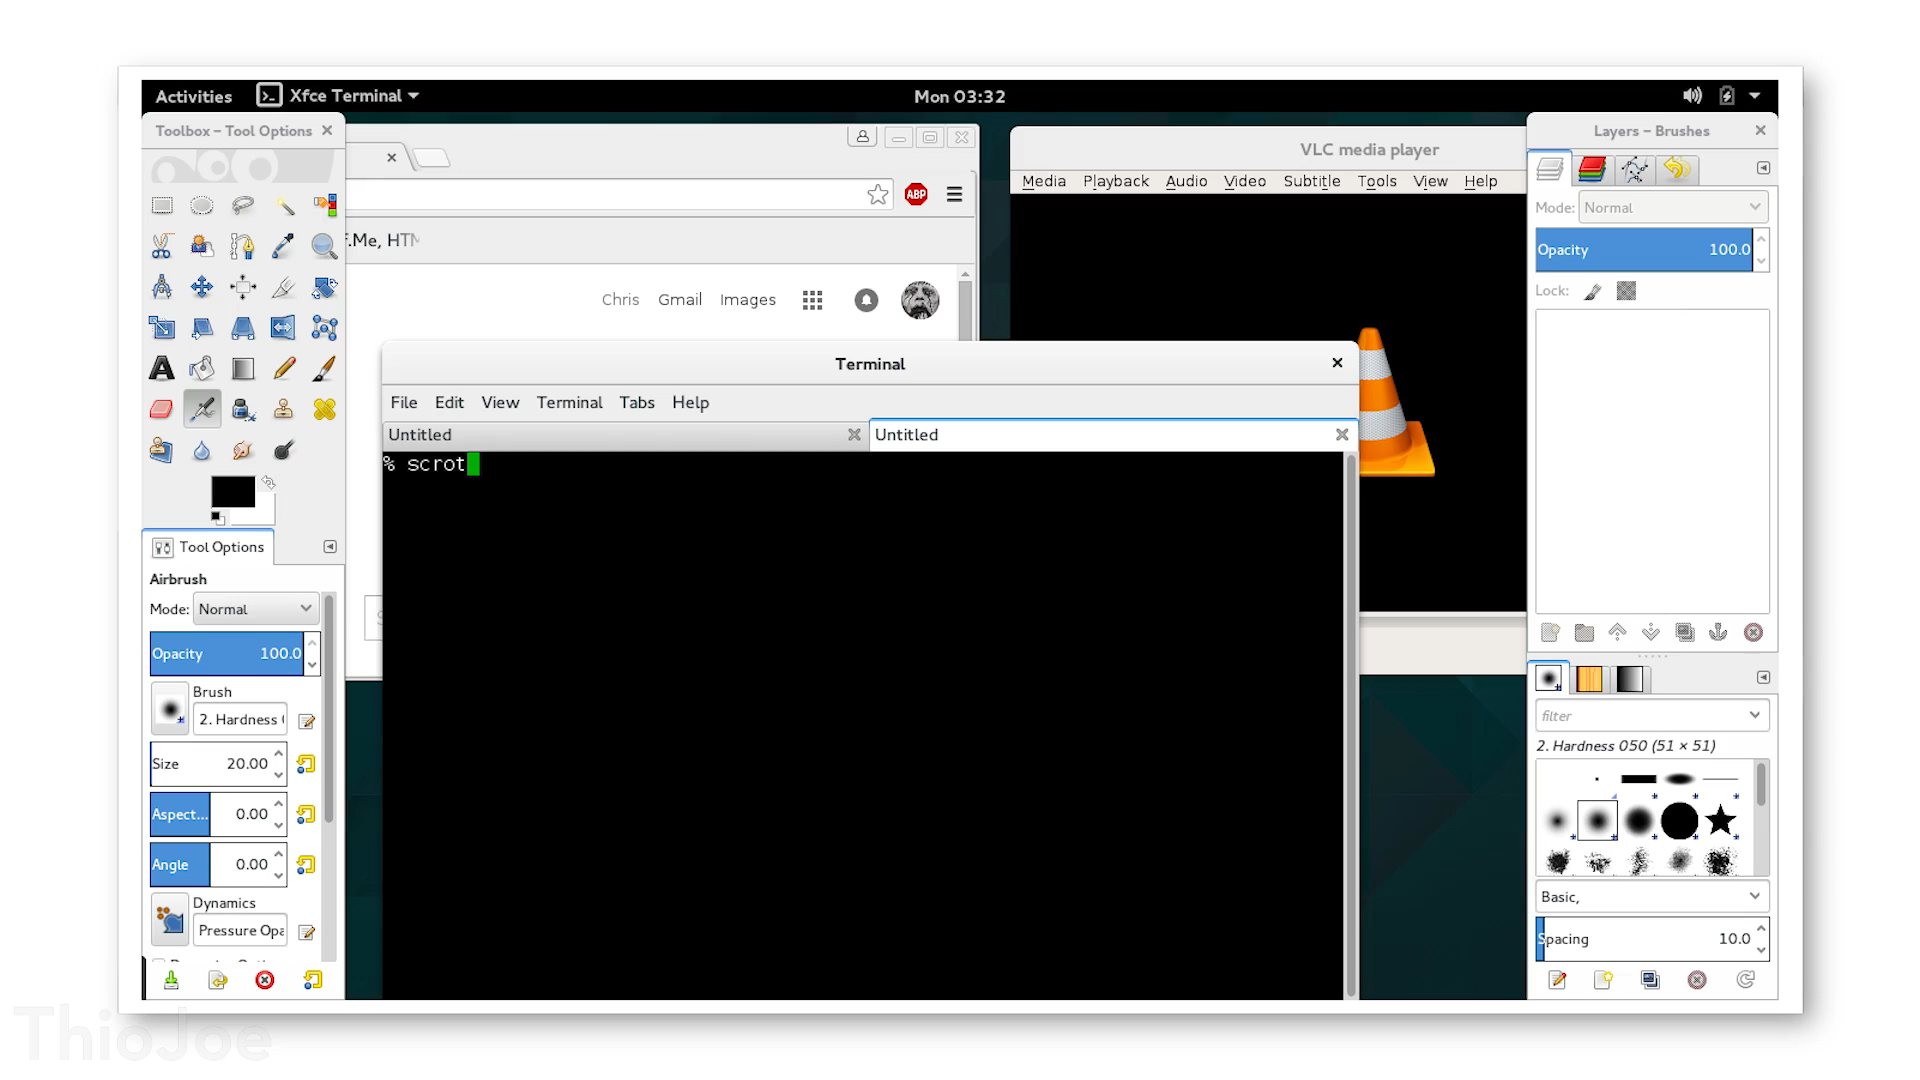 Activities
Xfce Terminal
Mon 03:32
Toolbox – Tool Options
ABP
F.Me, HTM
Chris Gmail Images
VLC media player
Media Playback Audio Video Subtitle Tools View Help
Layers – Brushes
Mode: Normal
Opacity 100.0
Lock:
Terminal
File Edit View Terminal Tabs Help
Untitled
Untitled
% scrot
Tool Options
Airbrush
Mode: Normal
Opacity 100.0
Brush
2. Hardness
Size 20.00
Aspect... 0.00
Angle 0.00
Dynamics
Pressure Opa
filter
2. Hardness 050 (51 × 51)
Basic,
Spacing 10.0
ThioJoe